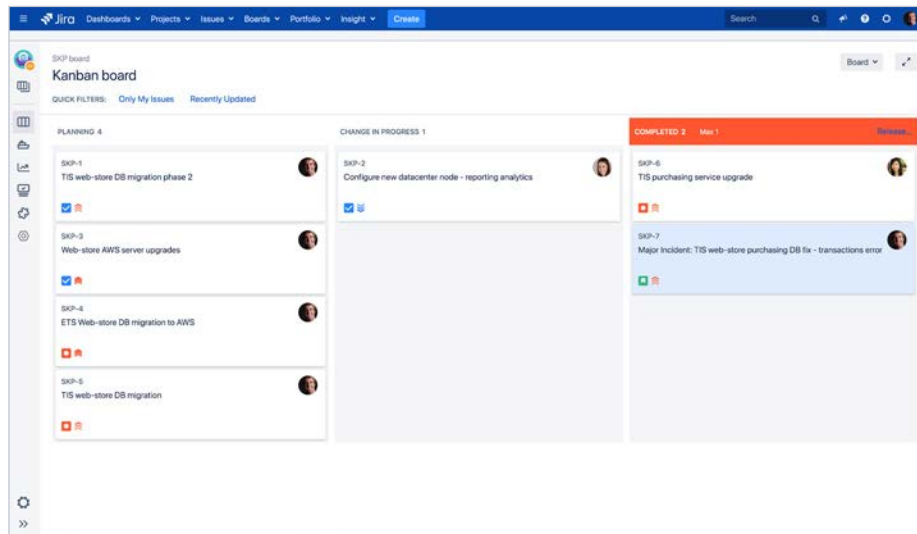 Jira Dashboards Projects Issues Boards Portfolio Insight Create Search
SKP board
Kanban board
Board
QUICK FILTERS: Only My Issues Recently Updated
PLANNING 4
CHANGE IN PROGRESS 1
COMPLETED 2 Max 1 Release...
SKP-1
TIS web-store DB migration phase 2
SKP-3
Web-store AWS server upgrades
SKP-4
ETS Web-store DB migration to AWS
SKP-5
TIS web-store DB migration
SKP-2
Configure new datacenter node - reporting analytics
SKP-6
TIS purchasing service upgrade
SKP-7
Major Incident: TIS web-store purchasing DB fix - transactions error